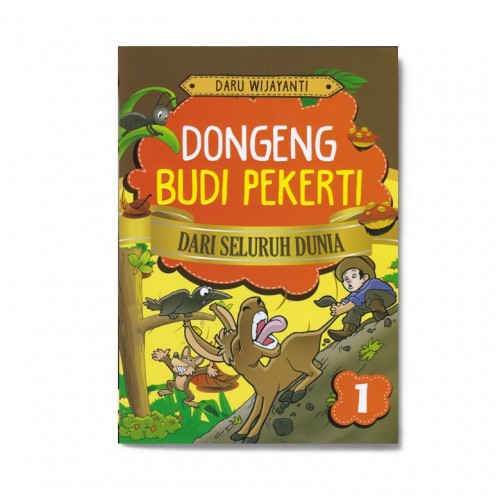 DARU WIJAYANTI
DONGENG
BUDI PEKERTI
DARI SELURUH DUNIA
1